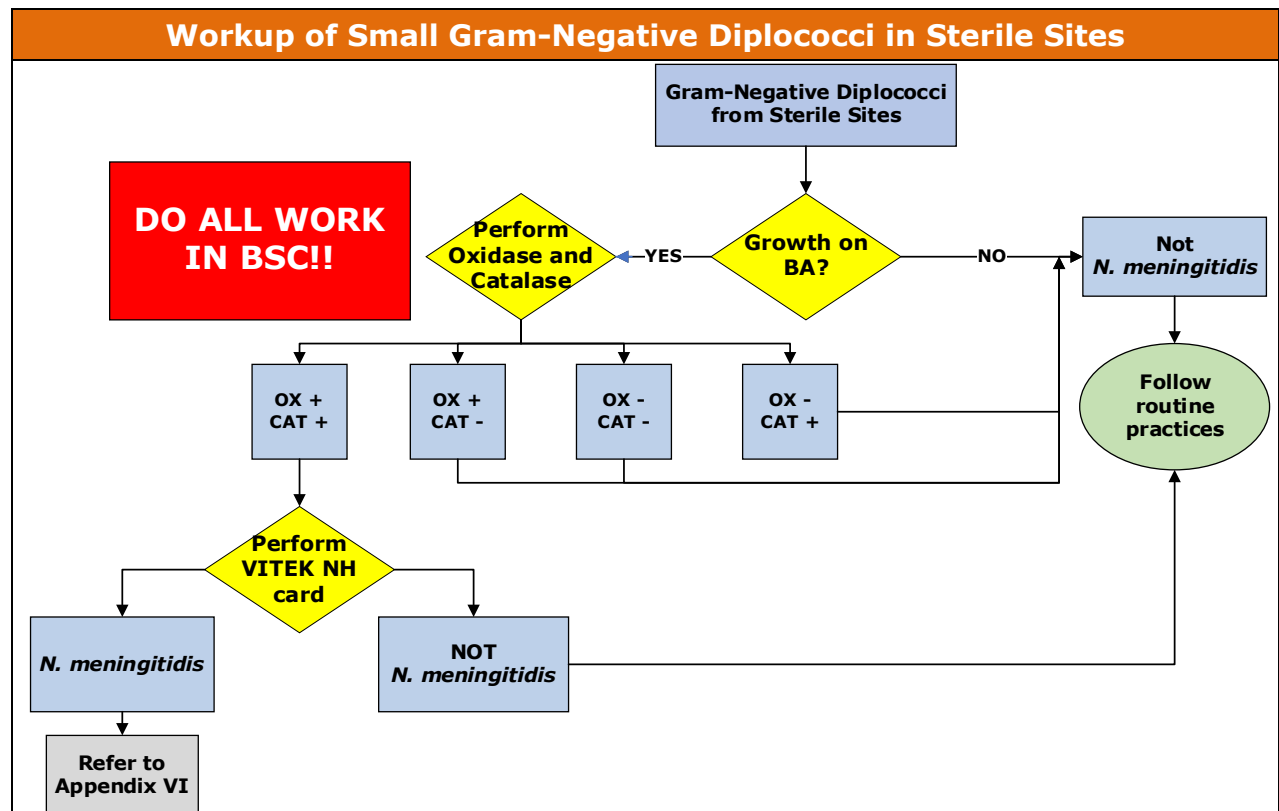 Workup of Small Gram-Negative Diplococci in Sterile Sites
Gram-Negative Diplococci
from Sterile Sites
DO ALL WORK
IN BSC!!
Perform
Oxidase and
Catalase
YES
Growth on
BA?
NO
Not
N. meningitidis
OX +
CAT +
OX +
CAT -
OX -
CAT -
OX -
CAT +
Follow
routine
practices
Perform
VITEK NH
card
N. meningitidis
NOT
N. meningitidis
Refer to
Appendix VI